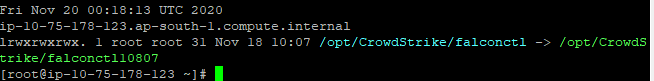 Fri Nov 20 00:18:13 UTC 2020
ip-10-75-178-123.ap-south-1.compute.internal
lrwxrwxrwx. 1 root root 31 Nov 18 10:07 /opt/CrowdStrike/falconctl -> /opt/CrowdS
trike/falconctl10807
[root@ip-10-75-178-123 ~]#